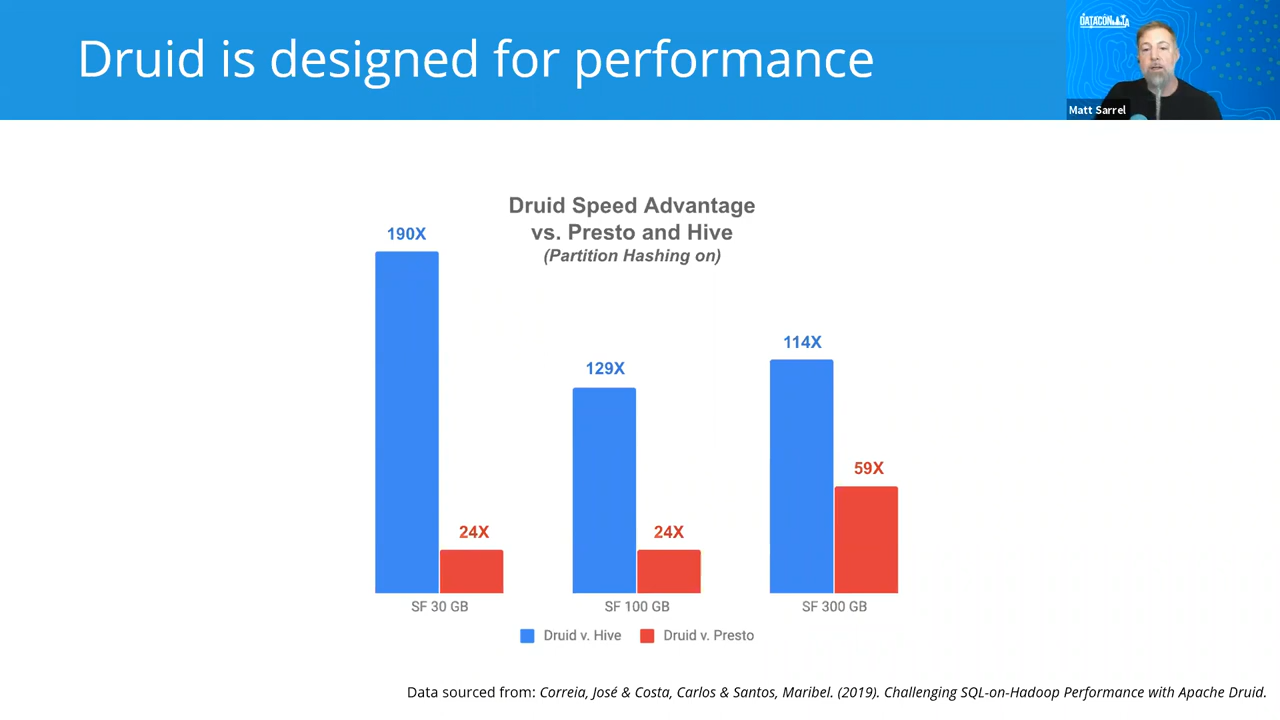 Druid is designed for performance
DATACON LA
Matt Sarrel
Druid Speed Advantage
vs. Presto and Hive
(Partition Hashing on)
190X
129X
114X
59X
24X
24X
SF 30 GB
SF 100 GB
SF 300 GB
Druid v. Hive
Druid v. Presto
Data sourced from: Correia, José & Costa, Carlos & Santos, Maribel. (2019). Challenging SQL-on-Hadoop Performance with Apache Druid.